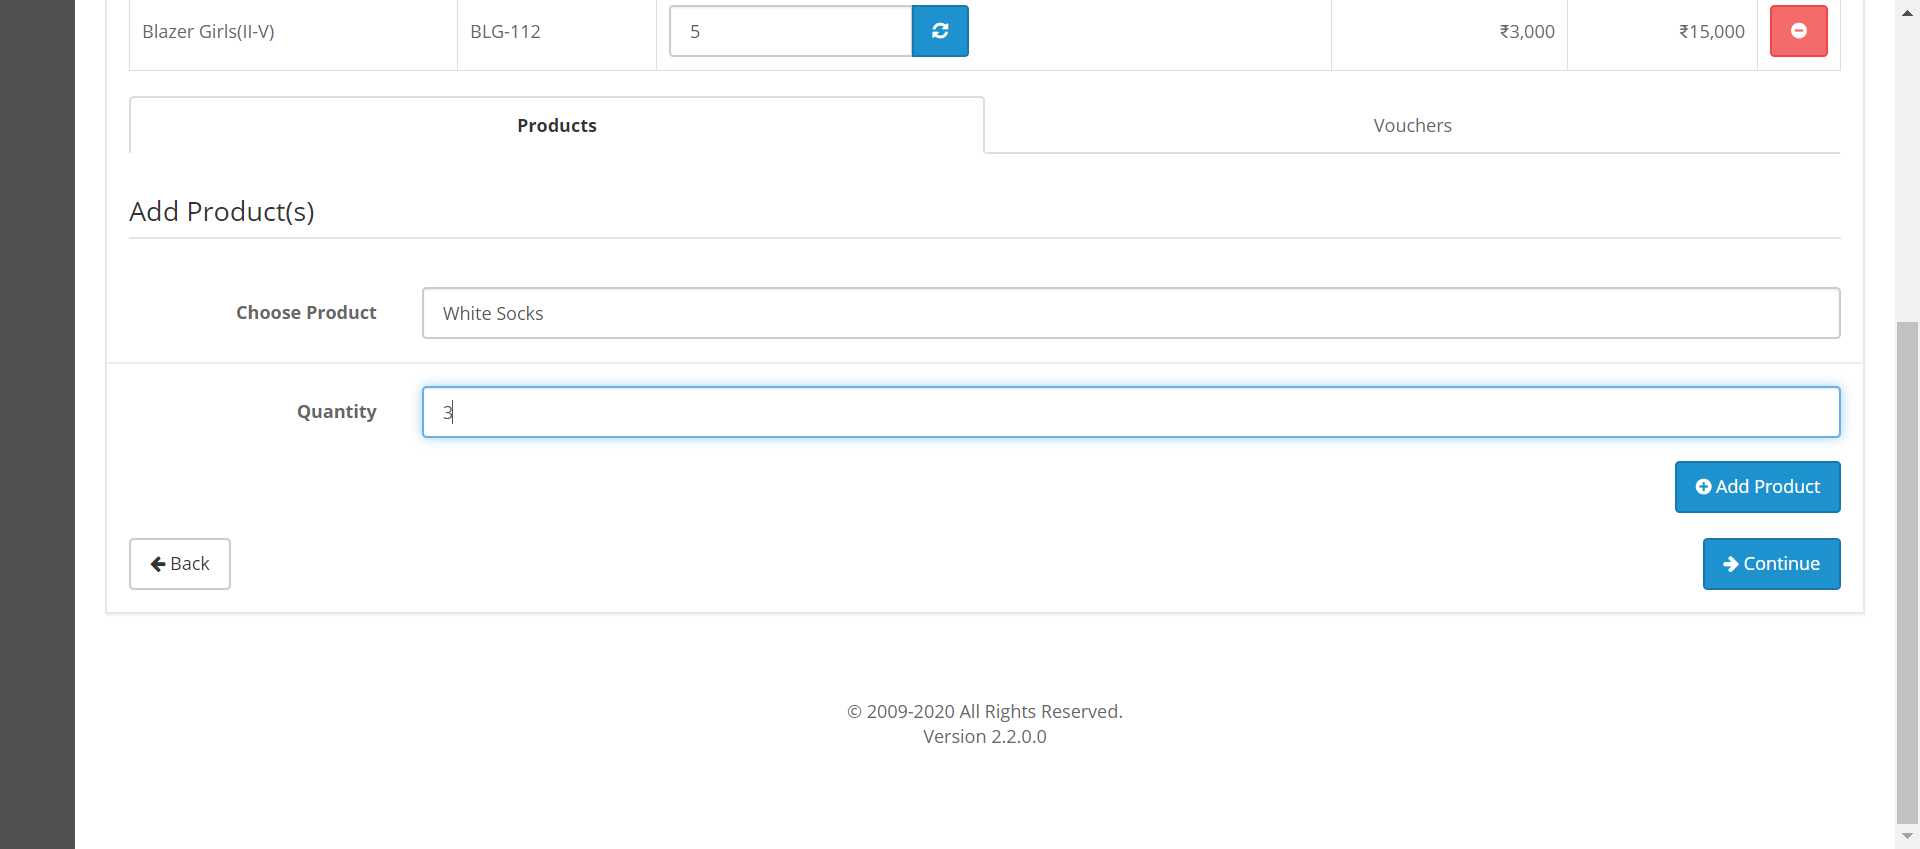 Blazer Girls(II-V) BLG-112 5 ₹3,000 ₹15,000
Products Vouchers
Add Product(s)
Choose Product White Socks
Quantity 3
Add Product
Back Continue
© 2009-2020 All Rights Reserved.
Version 2.2.0.0